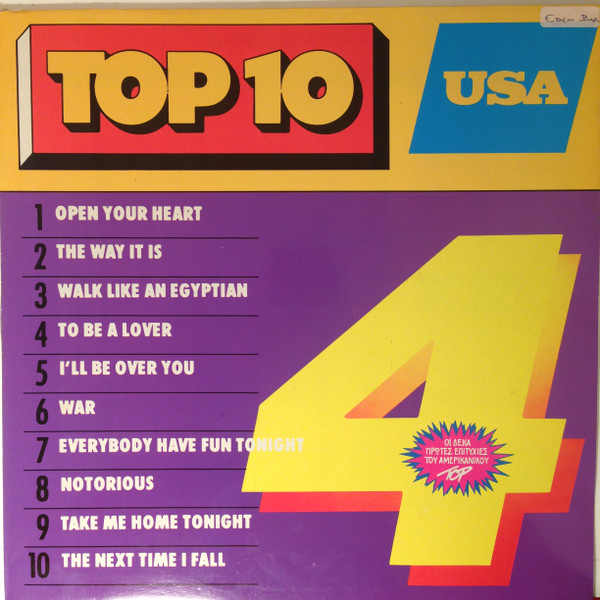 TOP 10
USA
1 OPEN YOUR HEART
2 THE WAY IT IS
3 WALK LIKE AN EGYPTIAN
4 TO BE A LOVER
5 I'LL BE OVER YOU
6 WAR
7 EVERYBODY HAVE FUN TONIGHT
8 NOTORIOUS
9 TAKE ME HOME TONIGHT
10 THE NEXT TIME I FALL
4
ΟΙ ΔΕΚΑ
ΠΡΩΤΕΣ ΕΠΙΤΥΧΙΕΣ
ΤΟΥ ΑΜΕΡΙΚΑΝΙΚΟΥ
TOP